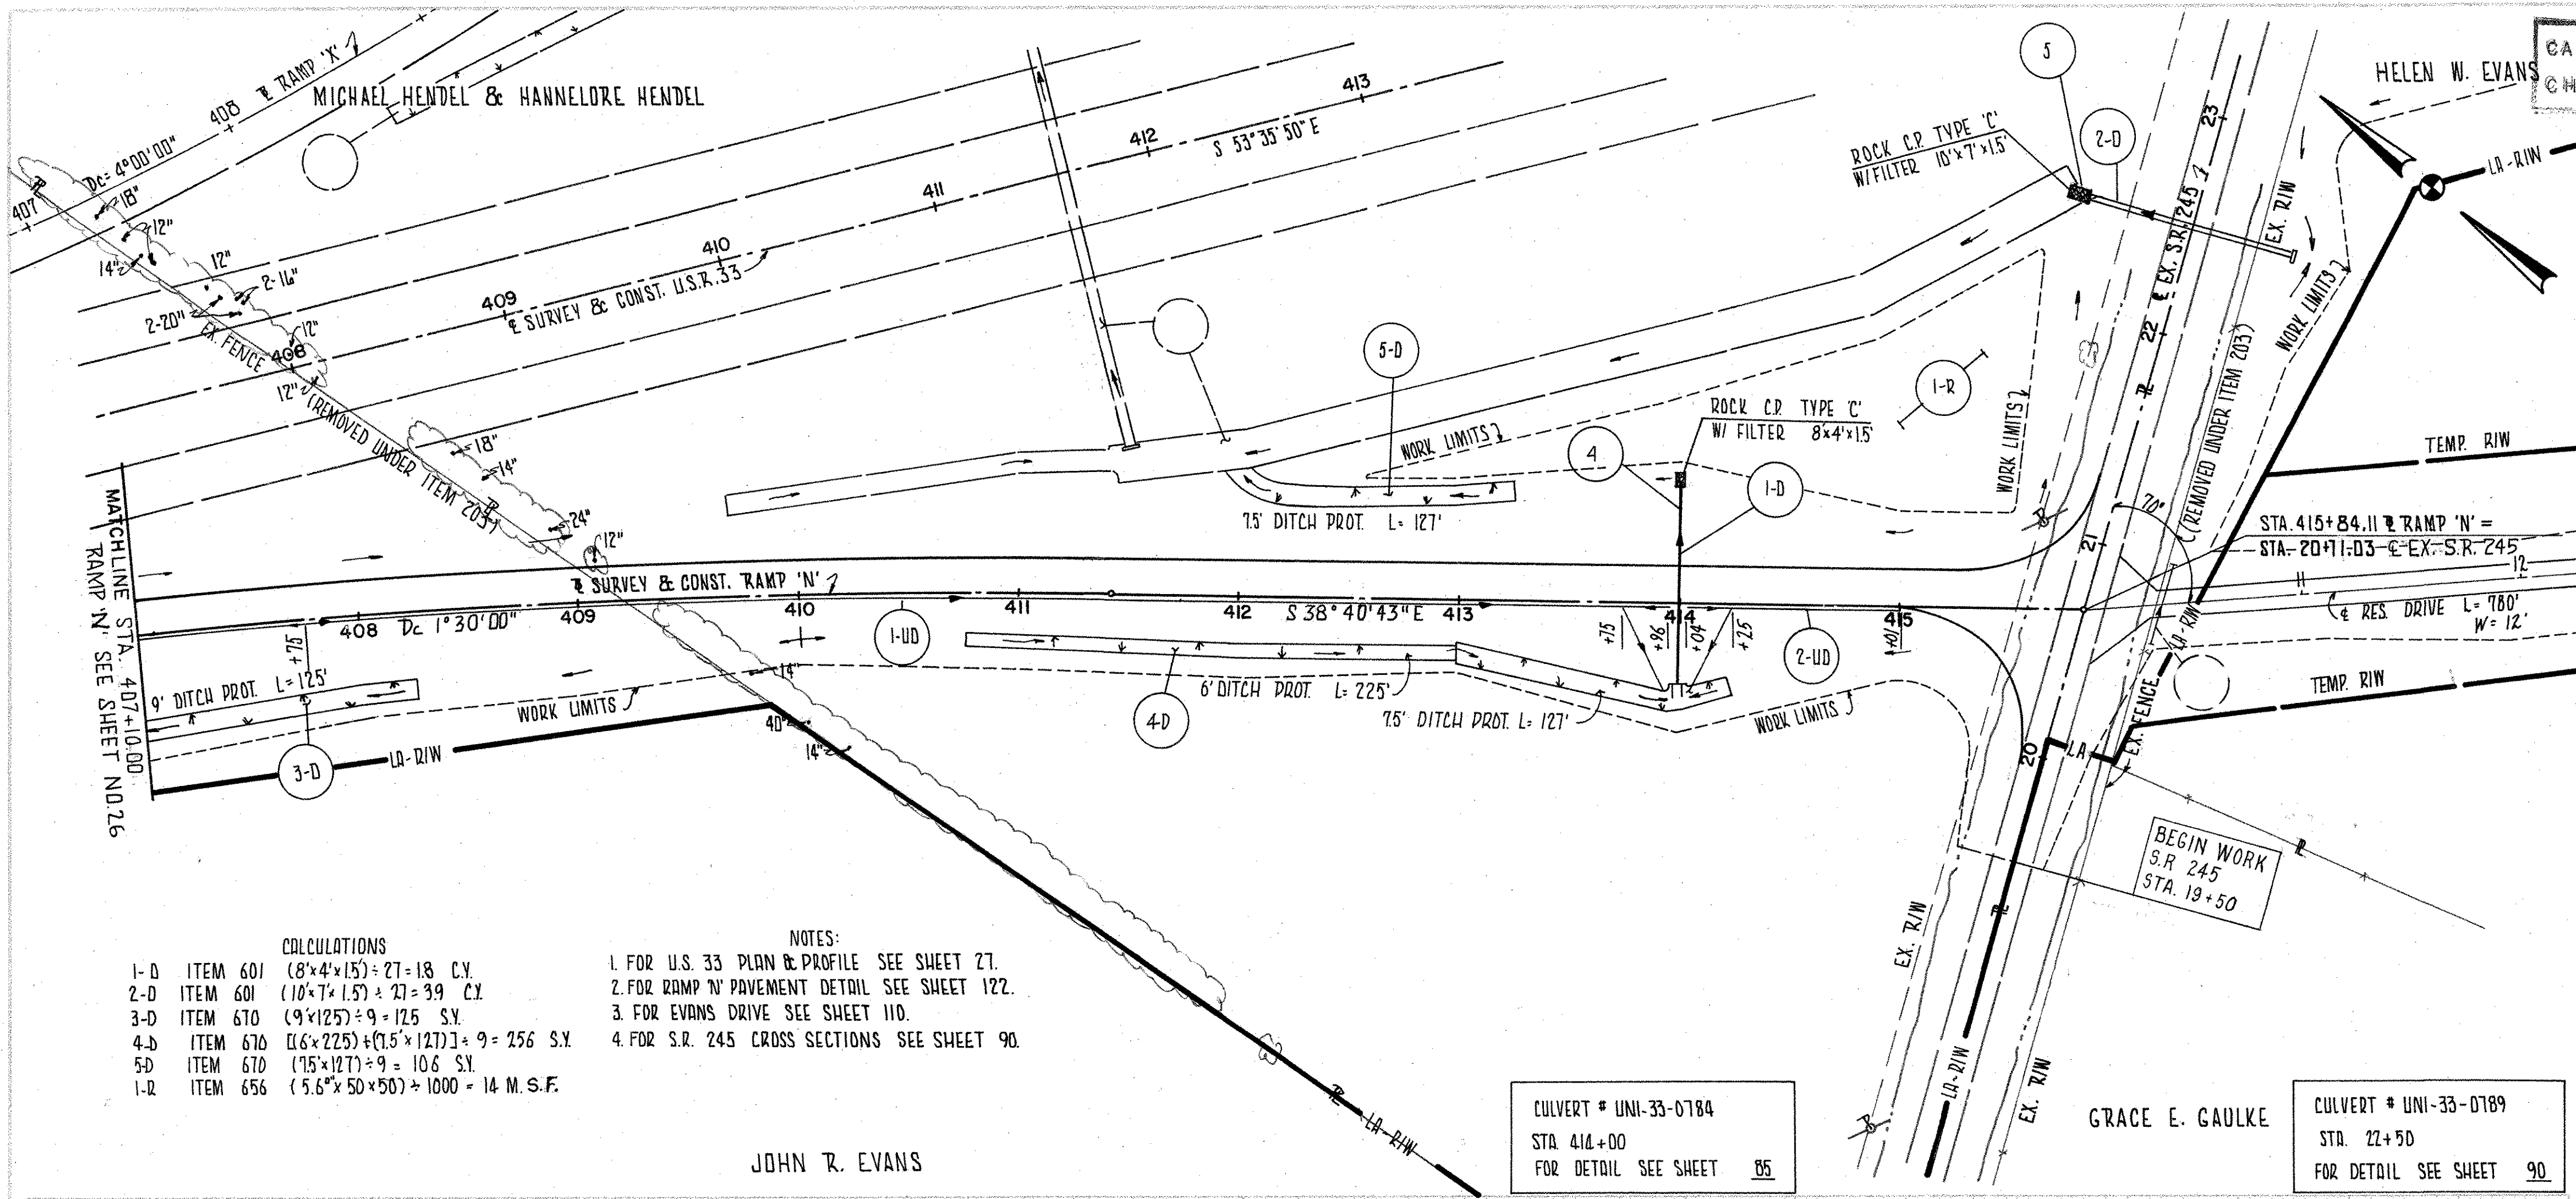 CA
CH
HELEN W. EVANS
LA-R/W
MICHAEL HENDEL & HANNELORE HENDEL
℄ RAMP 'X'
408
407
Dc= 4°00'00"
18"
12"
14"
12"
2-16"
2-20"
12"
EX. FENCE
408
12"
(REMOVED UNDER ITEM 203)
18"
14"
24"
12"
409
410
411
412
413
S 53°35'50" E
℄ SURVEY & CONST. U.S.R.33
5
2-D
ROCK C.P. TYPE 'C'
W/FILTER 10'x7'x1.5'
23
℄ EX. S.R. 245
22
21
20
EX. R/W
WORK LIMITS
(REMOVED UNDER ITEM 203)
5-D
1-R
ROCK C.P. TYPE 'C'
W/ FILTER 8'x4'x1.5'
WORK LIMITS
4
1-D
WORK LIMITS
7.5' DITCH PROT. L= 127'
TEMP. R/W
70°
STA. 415+84.11 ℄ RAMP 'N' =
STA. 20+71.03 ℄ EX. S.R. 245
11
12
℄ RES. DRIVE L= 780'
W= 12'
TEMP. R/W
LA-R/W
EX. FENCE
LA
MATCHLINE STA. 407+10.00
RAMP 'N' SEE SHEET NO.26
℄ SURVEY & CONST. RAMP 'N'
408
Dc 1°30'00"
409
410
411
412
S 38°40'43" E
413
414
415
+75
1-UD
+75
+96
+04
+25
2-UD
+01
9' DITCH PROT. L=125'
3-D
LA-R/W
WORK LIMITS
14"
40"
14"
4-D
6' DITCH PROT. L= 225'
7.5' DITCH PROT. L= 127'
WORK LIMITS
BEGIN WORK
S.R 245
STA. 19+50
EX. R/W
LA-R/W
EX. R/W
CALCULATIONS
1-D ITEM 601 (8'x4'x1.5') ÷ 27 = 1.8 C.Y.
2-D ITEM 601 (10'x7'x1.5') ÷ 27 = 3.9 C.Y.
3-D ITEM 670 (9'x125) ÷ 9 = 125 S.Y.
4-D ITEM 670 [(6'x225)+(7.5'x127)] ÷ 9 = 256 S.Y.
5-D ITEM 670 (7.5'x127) ÷ 9 = 106 S.Y.
1-R ITEM 656 (5.6□"x50x50) ÷ 1000 = 14 M.S.F.
NOTES:
1. FOR U.S. 33 PLAN & PROFILE SEE SHEET 27.
2. FOR RAMP 'N' PAVEMENT DETAIL SEE SHEET 122.
3. FOR EVANS DRIVE SEE SHEET 110.
4. FOR S.R. 245 CROSS SECTIONS SEE SHEET 90.
JOHN R. EVANS
LA-R/W
CULVERT # UNI-33-0784
STA. 414+00
FOR DETAIL SEE SHEET 85
GRACE E. GAULKE
CULVERT # UNI-33-0789
STA. 22+50
FOR DETAIL SEE SHEET 90